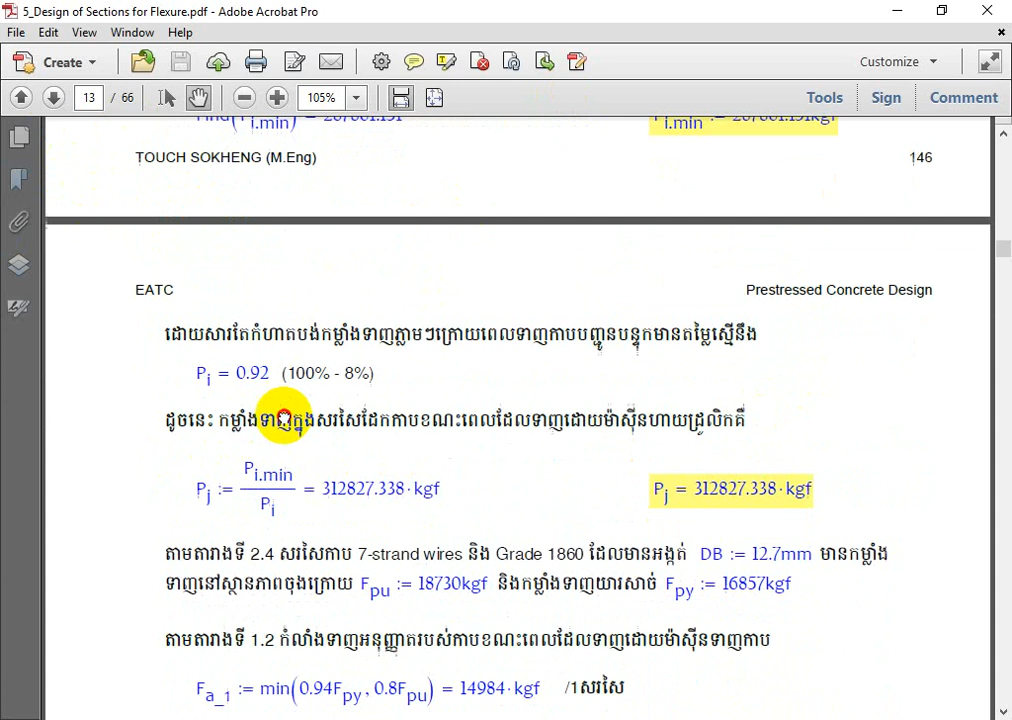 5_Design of Sections for Flexure.pdf - Adobe Acrobat Pro
File Edit View Window Help
Create Customize
13 / 66 105% Tools Sign Comment
TOUCH SOKHENG (M.Eng) 146
EATC Prestressed Concrete Design
ដោយសារតែកំហាតបង់កម្លាំងទាញភ្លាមៗក្រោយពេលទាញកាបបញ្ជូនបន្ទុកមានតម្លៃស្មើនឹង
Pi = 0.92 (100% - 8%)
ដូចនេះ កម្លាំងទាញក្នុងសរសៃដែកកាបខណះពេលដែលទាញដោយម៉ាស៊ីនហាយដ្រូលិកគឺ
Pj := Pi.min / Pi = 312827.338·kgf Pj = 312827.338·kgf
តាមតារាងទី 2.4 សរសៃកាប 7-strand wires និង Grade 1860 ដែលមានអង្កត់ DB := 12.7mm មានកម្លាំង
ទាញនៅស្ថានភាពចុងក្រោយ Fpu := 18730kgf និងកម្លាំងទាញយារសាច់ Fpy := 16857kgf
តាមតារាងទី 1.2 កំលាំងទាញអនុញ្ញាតរបស់កាបខណះពេលដែលទាញដោយម៉ាស៊ីនទាញកាប
Fa_1 := min(0.94Fpy, 0.8Fpu) = 14984·kgf /1សរសៃ